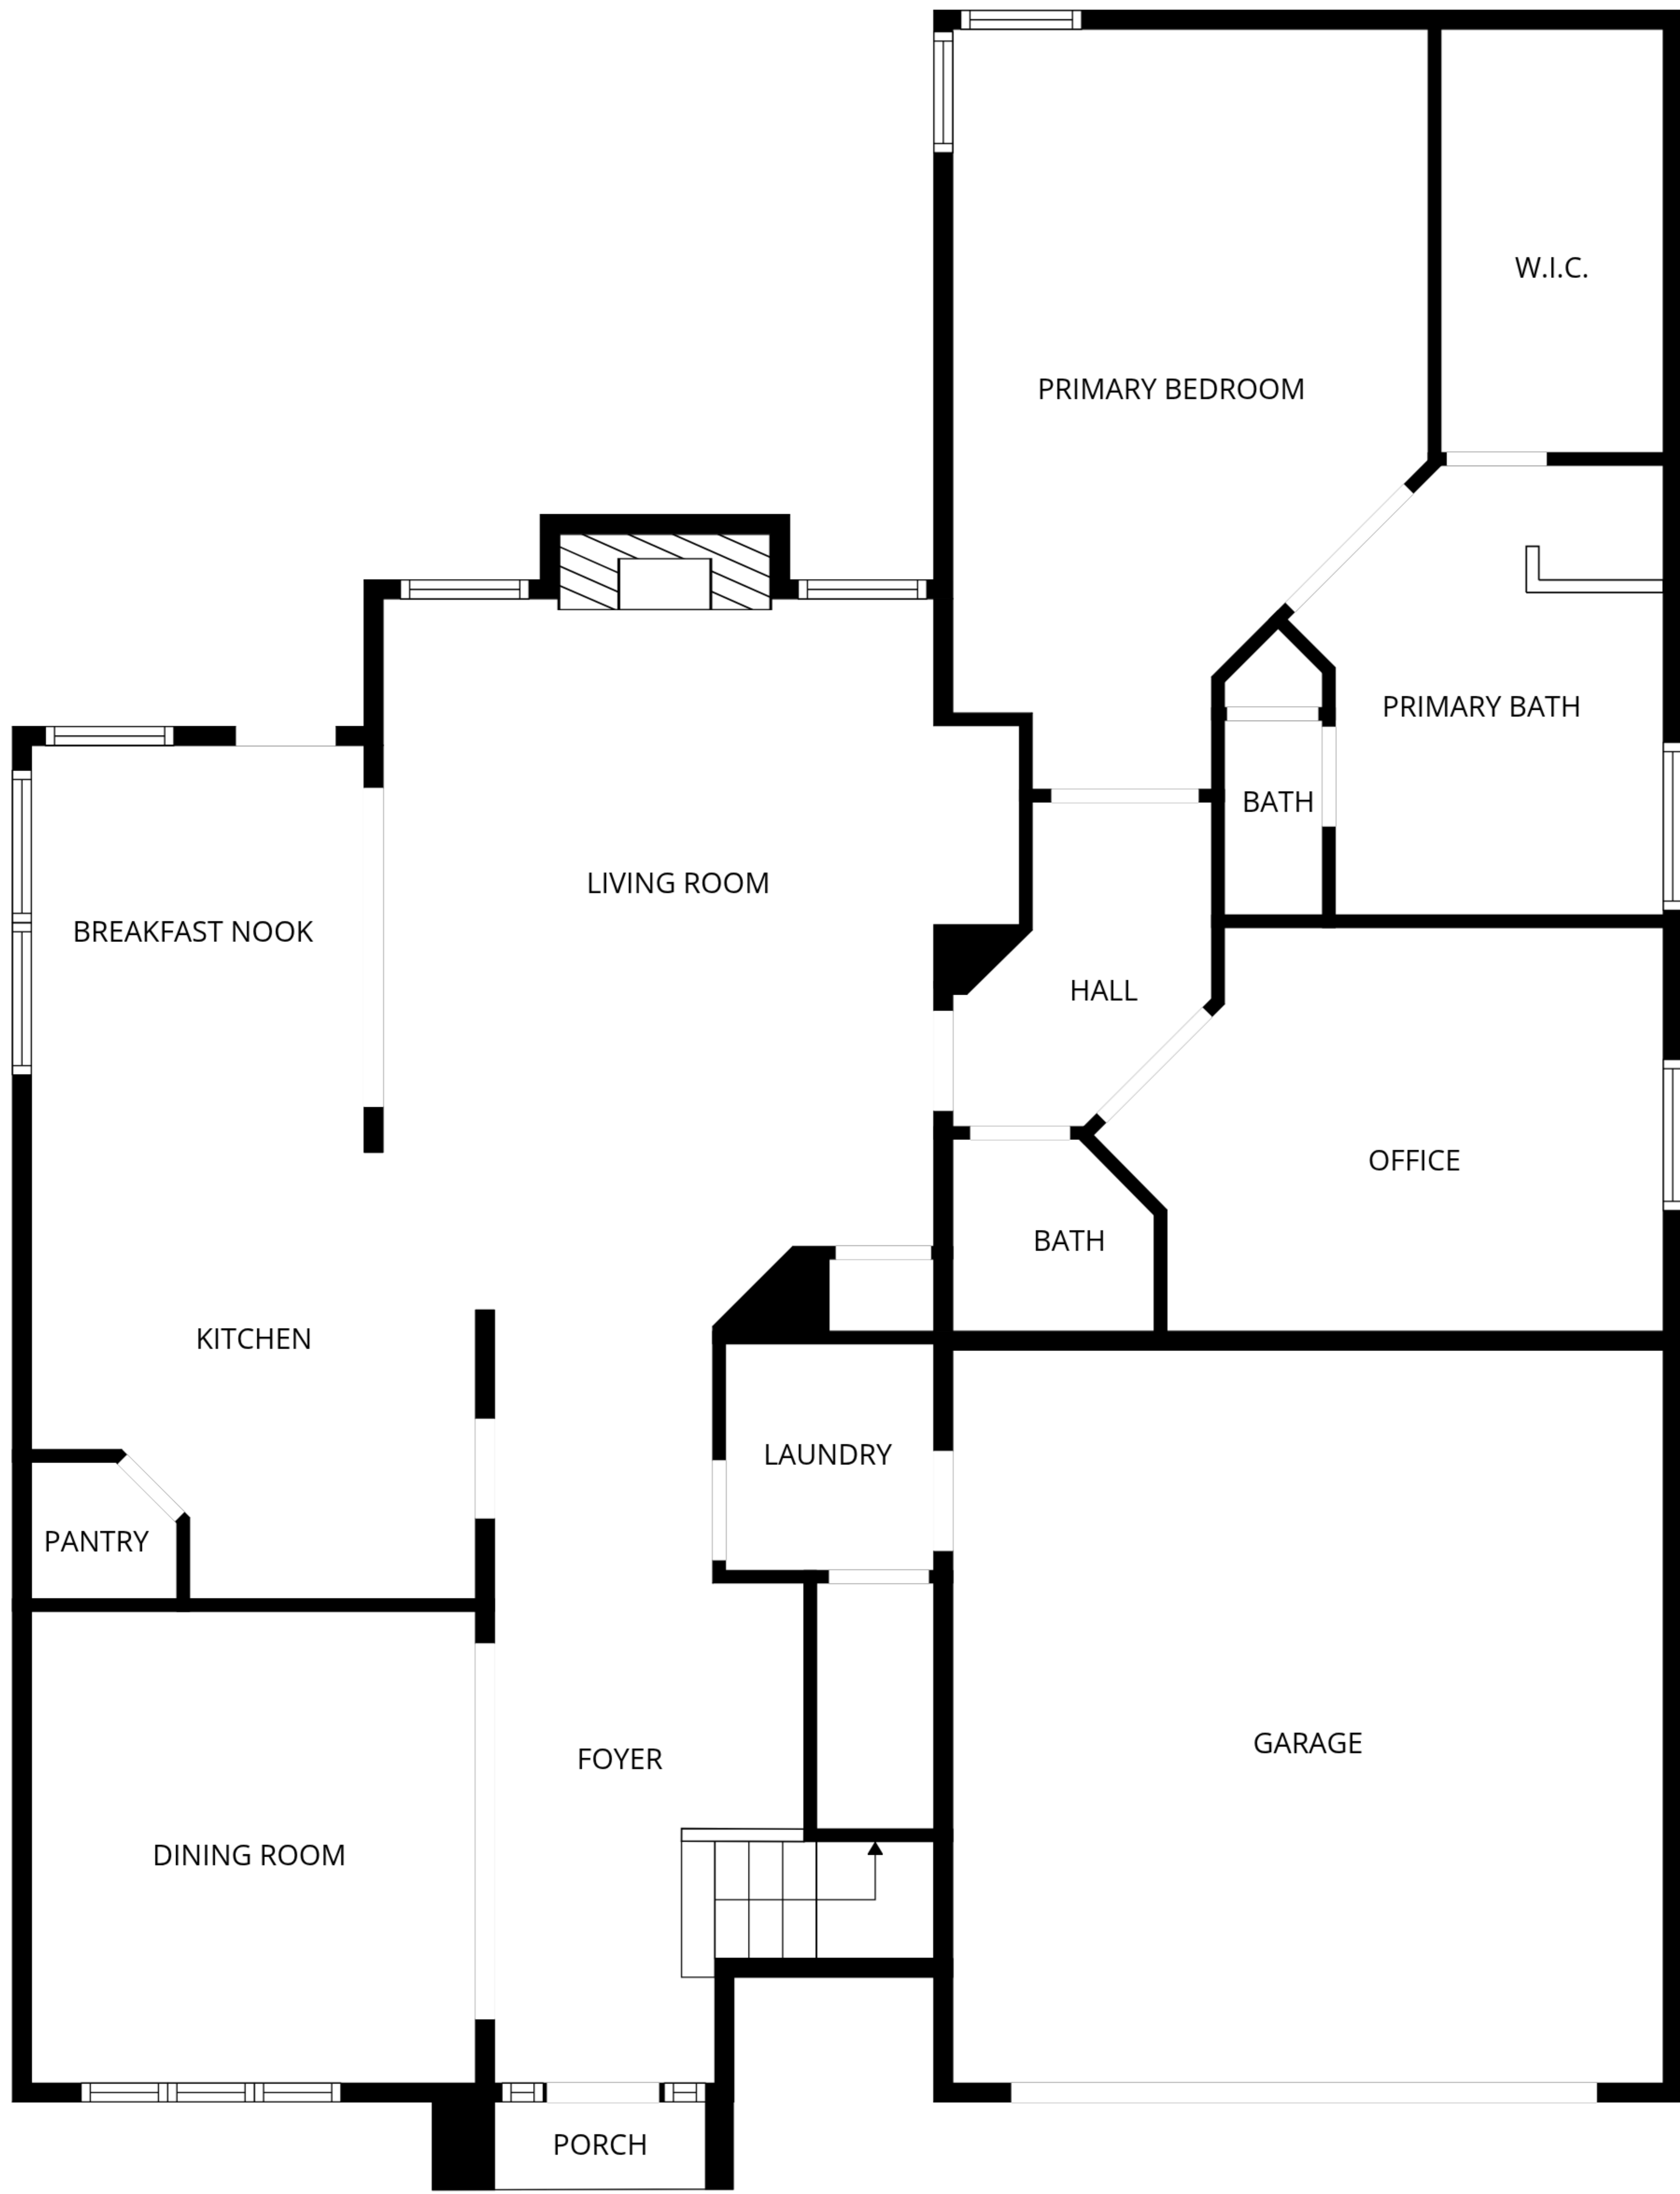 W.I.C.
PRIMARY BEDROOM
PRIMARY BATH
BATH
LIVING ROOM
BREAKFAST NOOK
HALL
OFFICE
BATH
KITCHEN
LAUNDRY
PANTRY
GARAGE
FOYER
DINING ROOM
PORCH